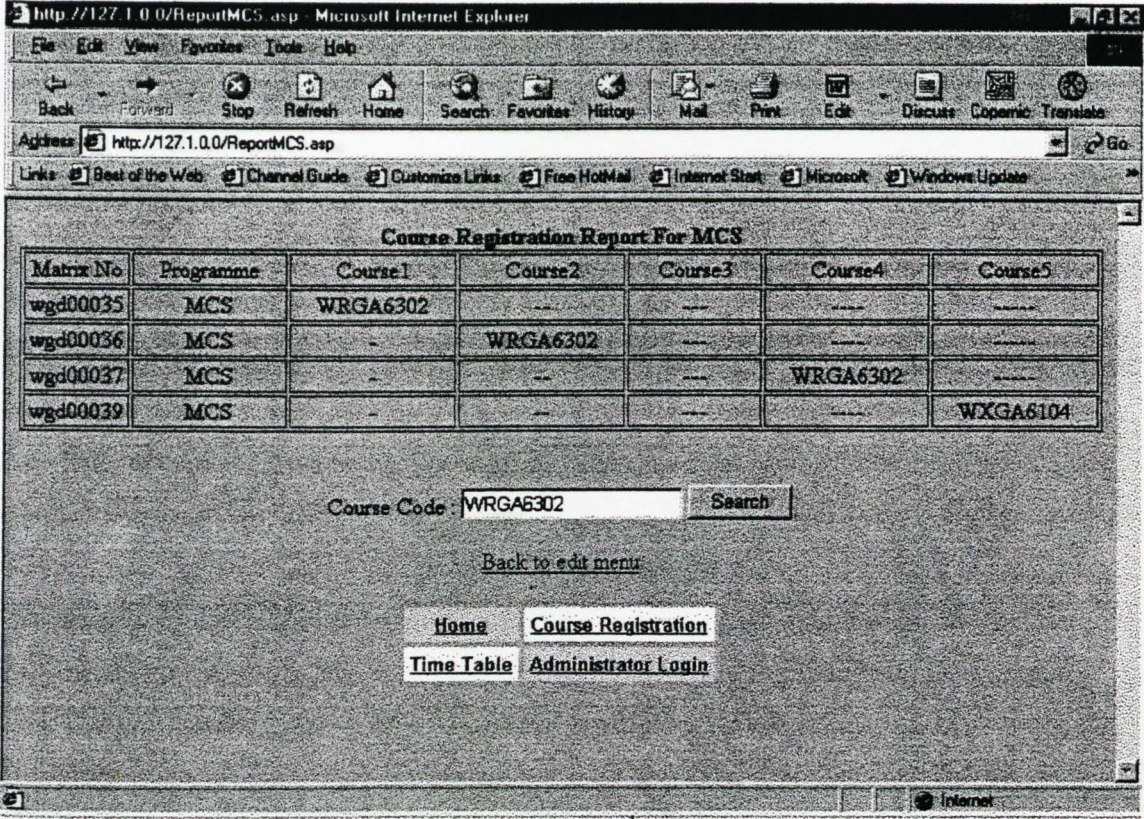 http://127.1.0.0/ReportMCS.asp - Microsoft Internet Explorer
File Edit View Favorites Tools Help
Back Forward Stop Refresh Home Search Favorites History Mail Print Edit Discuss Copernic Translate
Address http://127.1.0.0/ReportMCS.asp Go
Links Best of the Web Channel Guide Customize Links Free HotMail Internet Start Microsoft Windows Update »
Course Registration Report For MCS
Matrix No Programme Course1 Course2 Course3 Course4 Course5
wgd00035 MCS WRGA6302 -- --- ---- -----
wgd00036 MCS - WRGA6302 --- ---- -----
wgd00037 MCS - -- --- WRGA6302 -----
wgd00039 MCS - -- --- ---- WXGA6104
Course Code : WRGA6302 Search
Back to edit menu
Home Course Registration
Time Table Administrator Login
Internet